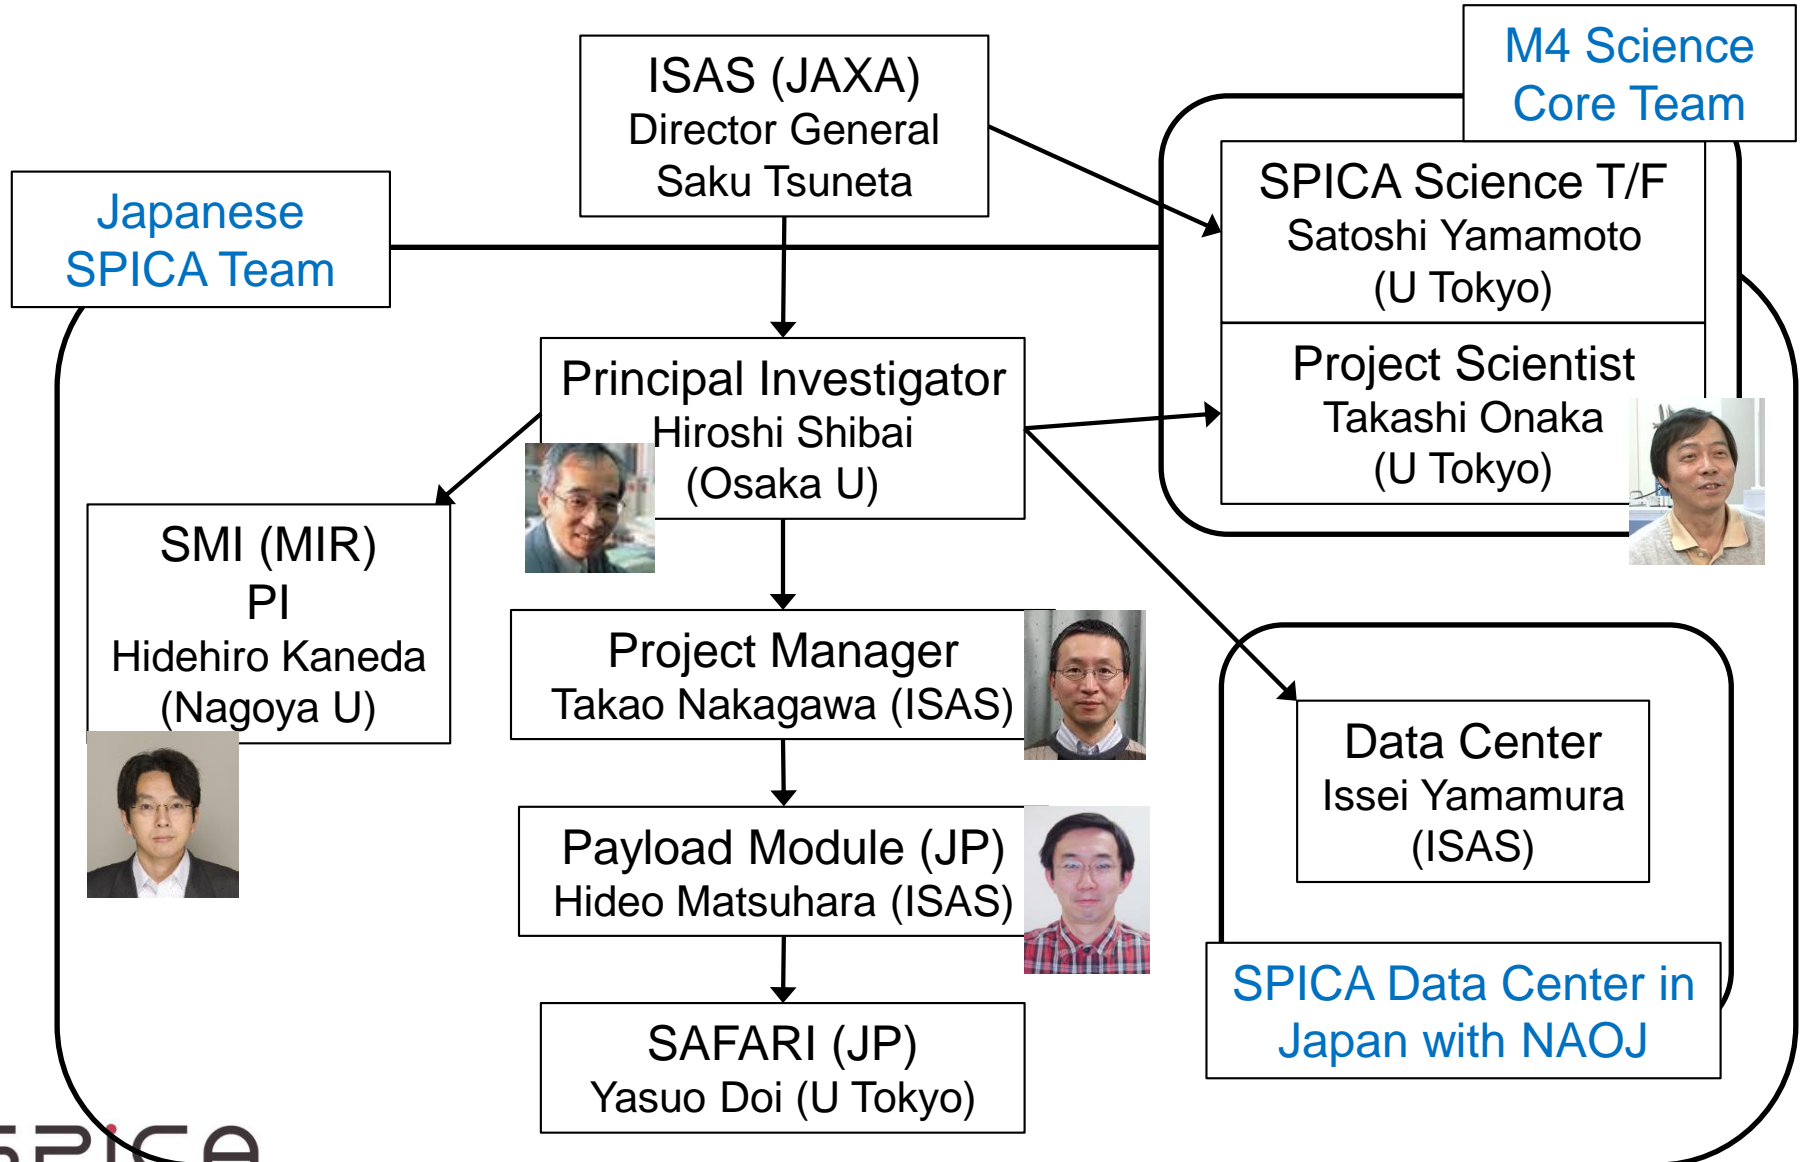 M4 Science
Core Team
ISAS (JAXA)
Director General
Saku Tsuneta
Japanese
SPICA Team
SPICA Science T/F
Satoshi Yamamoto
(U Tokyo)
Principal Investigator
Hiroshi Shibai
(Osaka U)
Project Scientist
Takashi Onaka
(U Tokyo)
SMI (MIR)
PI
Hidehiro Kaneda
(Nagoya U)
Project Manager
Takao Nakagawa (ISAS)
Data Center
Issei Yamamura
(ISAS)
Payload Module (JP)
Hideo Matsuhara (ISAS)
SPICA Data Center in
Japan with NAOJ
SAFARI (JP)
Yasuo Doi (U Tokyo)
SPICA